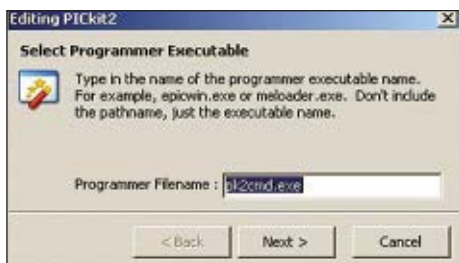 Editing PICkit2
Select Programmer Executable
Type in the name of the programmer executable name.
For example, epicwin.exe or meloader.exe. Don't include
the pathname, just the executable name.
Programmer Filename : pk2cmd.exe
< Back Next > Cancel